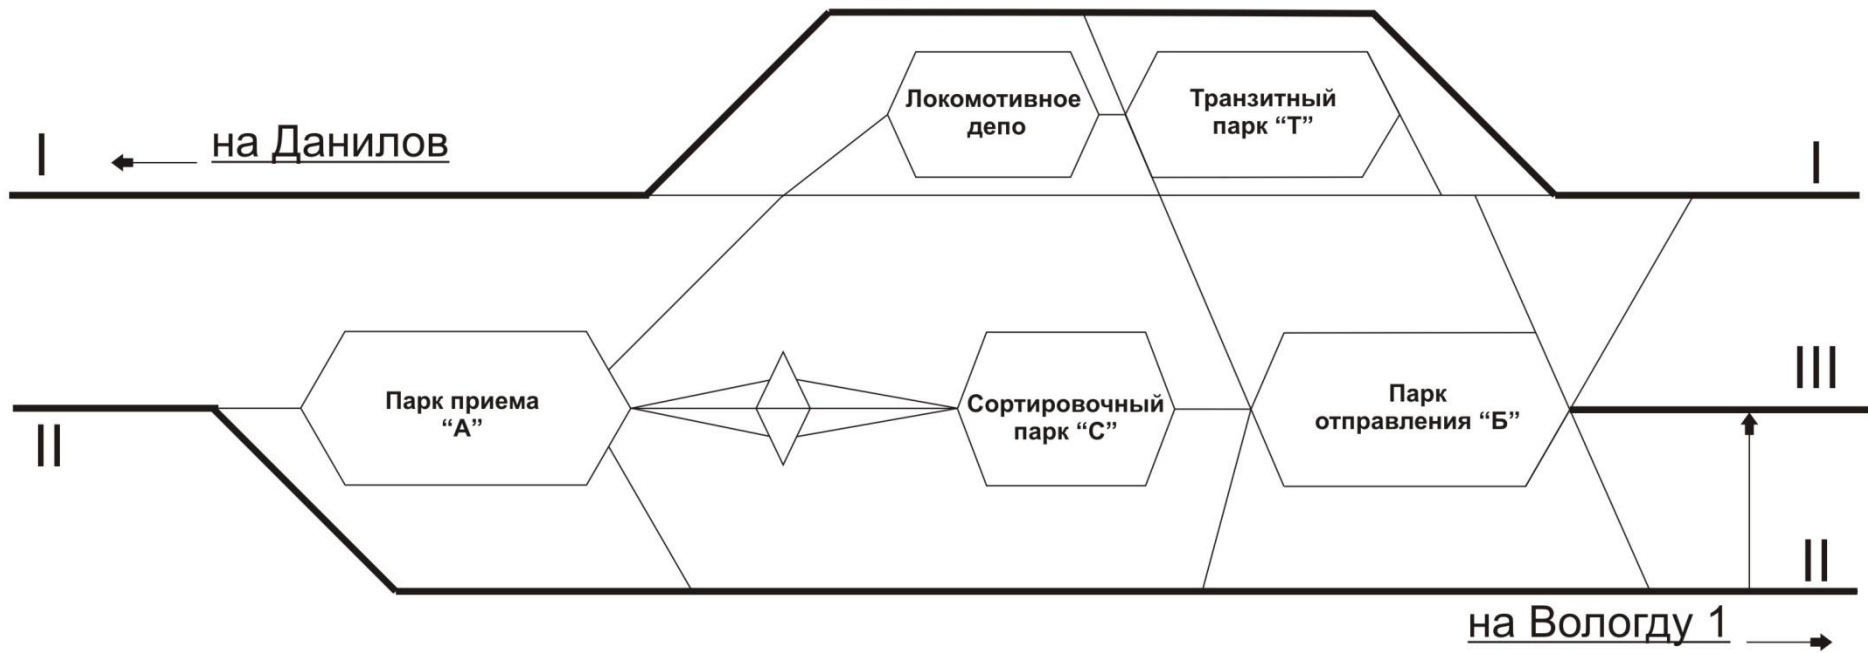 Локомотивное
депо
Транзитный
парк “Т”
I
на Данилов
I
Парк приема
“А”
Сортировочный
парк “С”
Парк
отправления “Б”
III
II
II
на Вологду 1